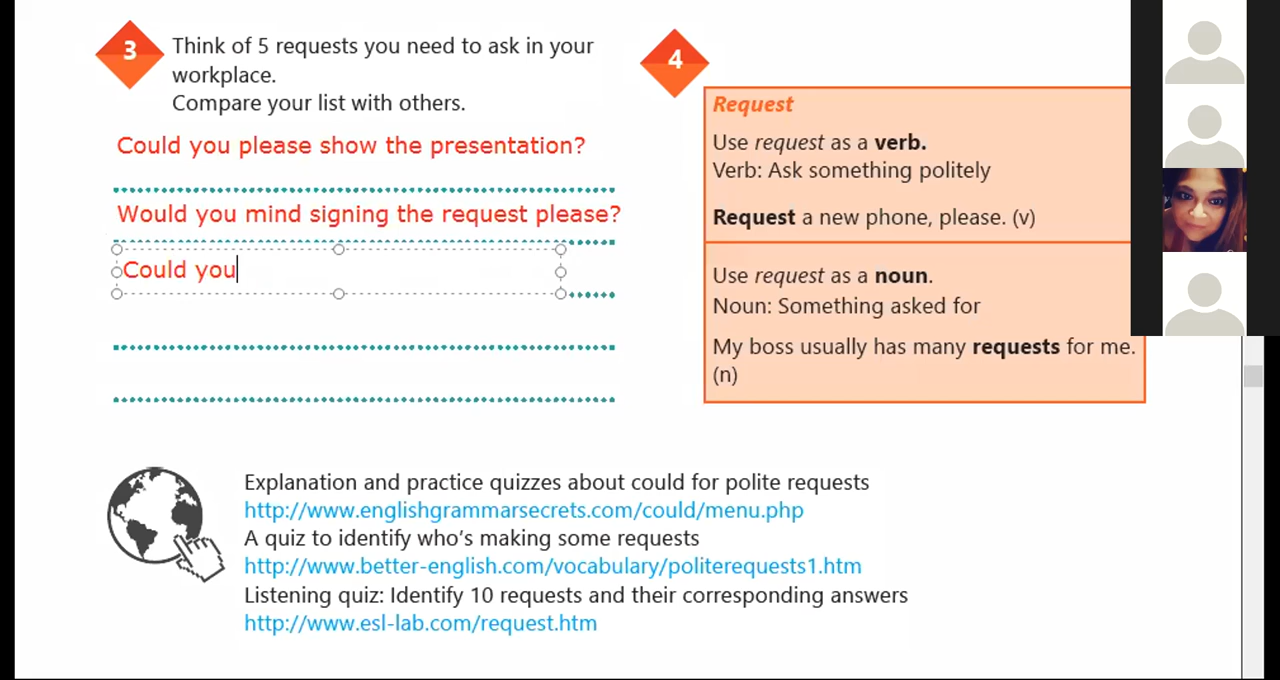 3
Think of 5 requests you need to ask in your
workplace.
Compare your list with others.
Could you please show the presentation?
Would you mind signing the request please?
Could you
4
Request
Use request as a verb.
Verb: Ask something politely
Request a new phone, please. (v)
Use request as a noun.
Noun: Something asked for
My boss usually has many requests for me.
(n)
Explanation and practice quizzes about could for polite requests
http://www.englishgrammarsecrets.com/could/menu.php
A quiz to identify who's making some requests
http://www.better-english.com/vocabulary/politerequests1.htm
Listening quiz: Identify 10 requests and their corresponding answers
http://www.esl-lab.com/request.htm